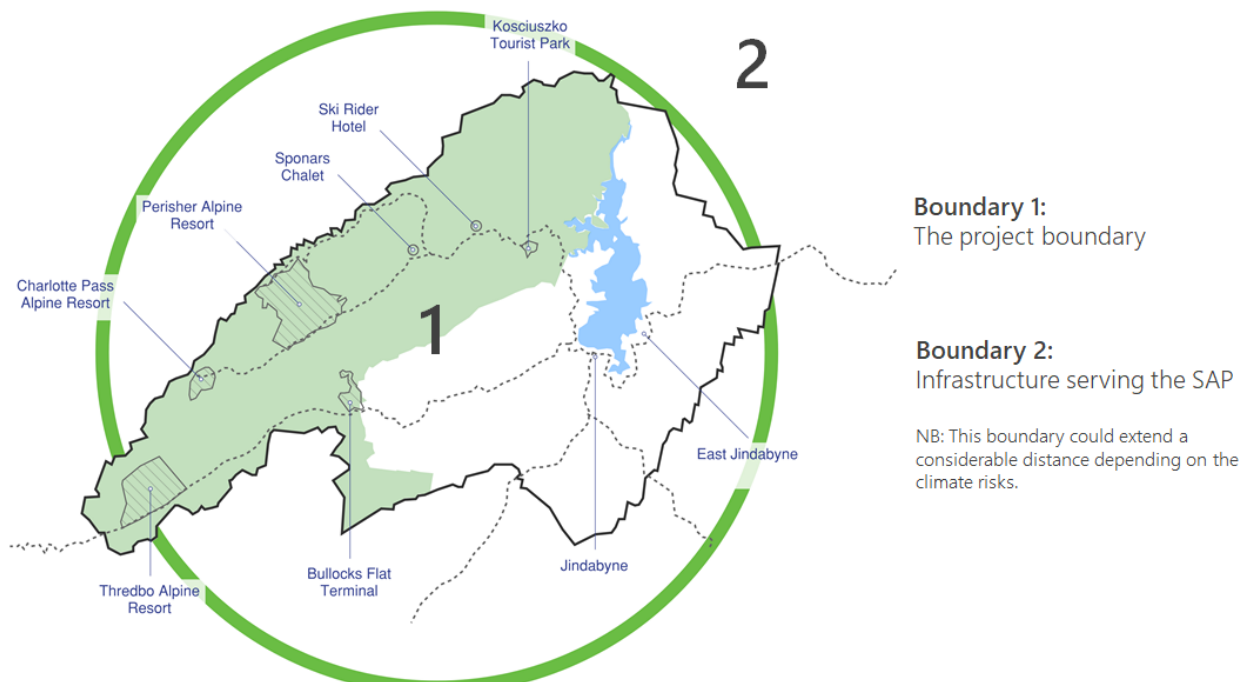 Kosciuszko
Tourist Park
2
Ski Rider
Hotel
Sponars
Chalet
Perisher Alpine
Resort
Charlotte Pass
Alpine Resort
1
East Jindabyne
Jindabyne
Bullocks Flat
Terminal
Thredbo Alpine
Resort
Boundary 1:
The project boundary
Boundary 2:
Infrastructure serving the SAP
NB: This boundary could extend a
considerable distance depending on the
climate risks.